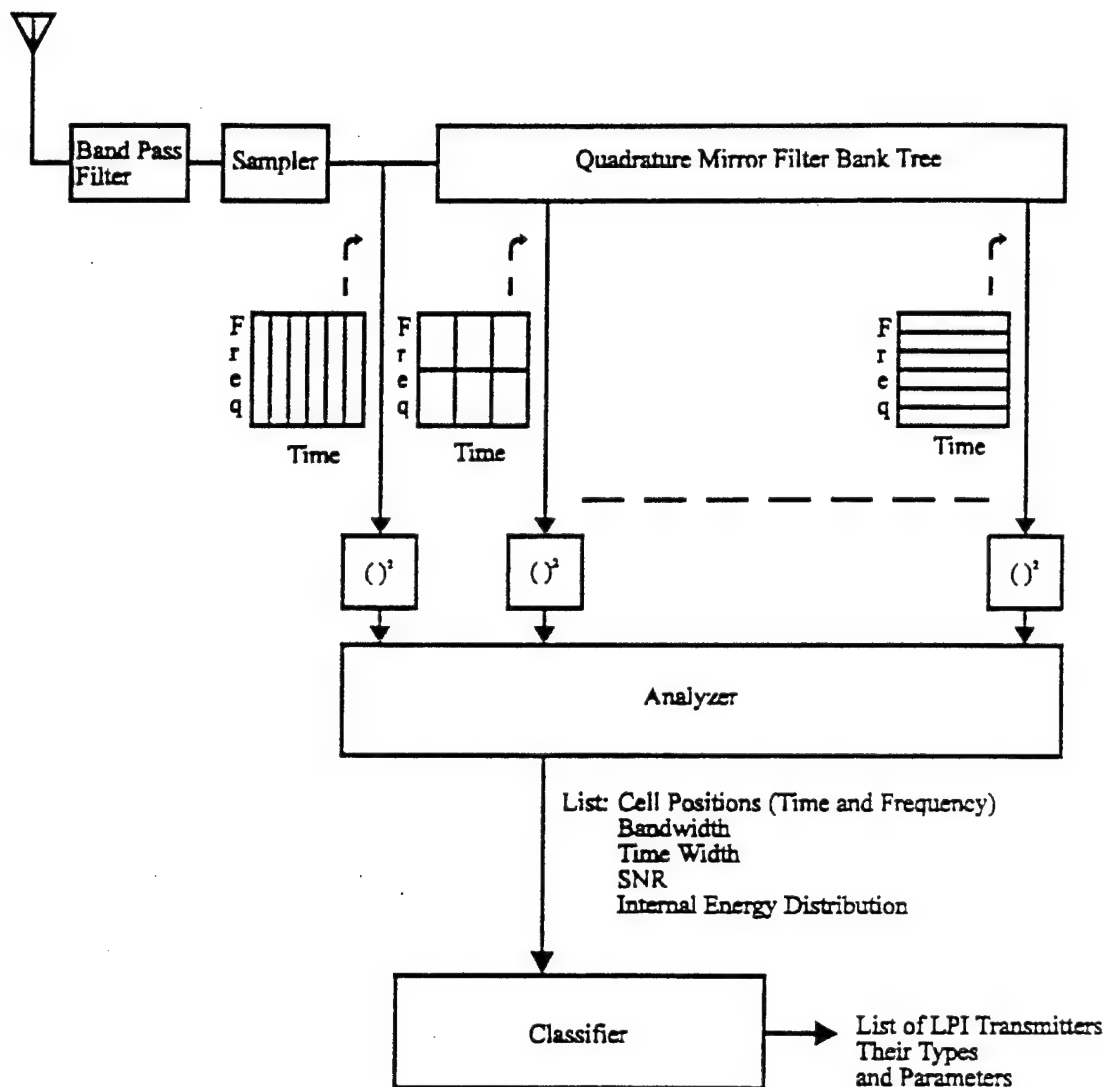 Band Pass
Filter
Sampler
Quadrature Mirror Filter Bank Tree
F
r
e
q
Time
F
r
e
q
Time
F
r
e
q
Time
()²
()²
()²
Analyzer
List: Cell Positions (Time and Frequency)
Bandwidth
Time Width
SNR
Internal Energy Distribution
Classifier
List of LPI Transmitters
Their Types
and Parameters